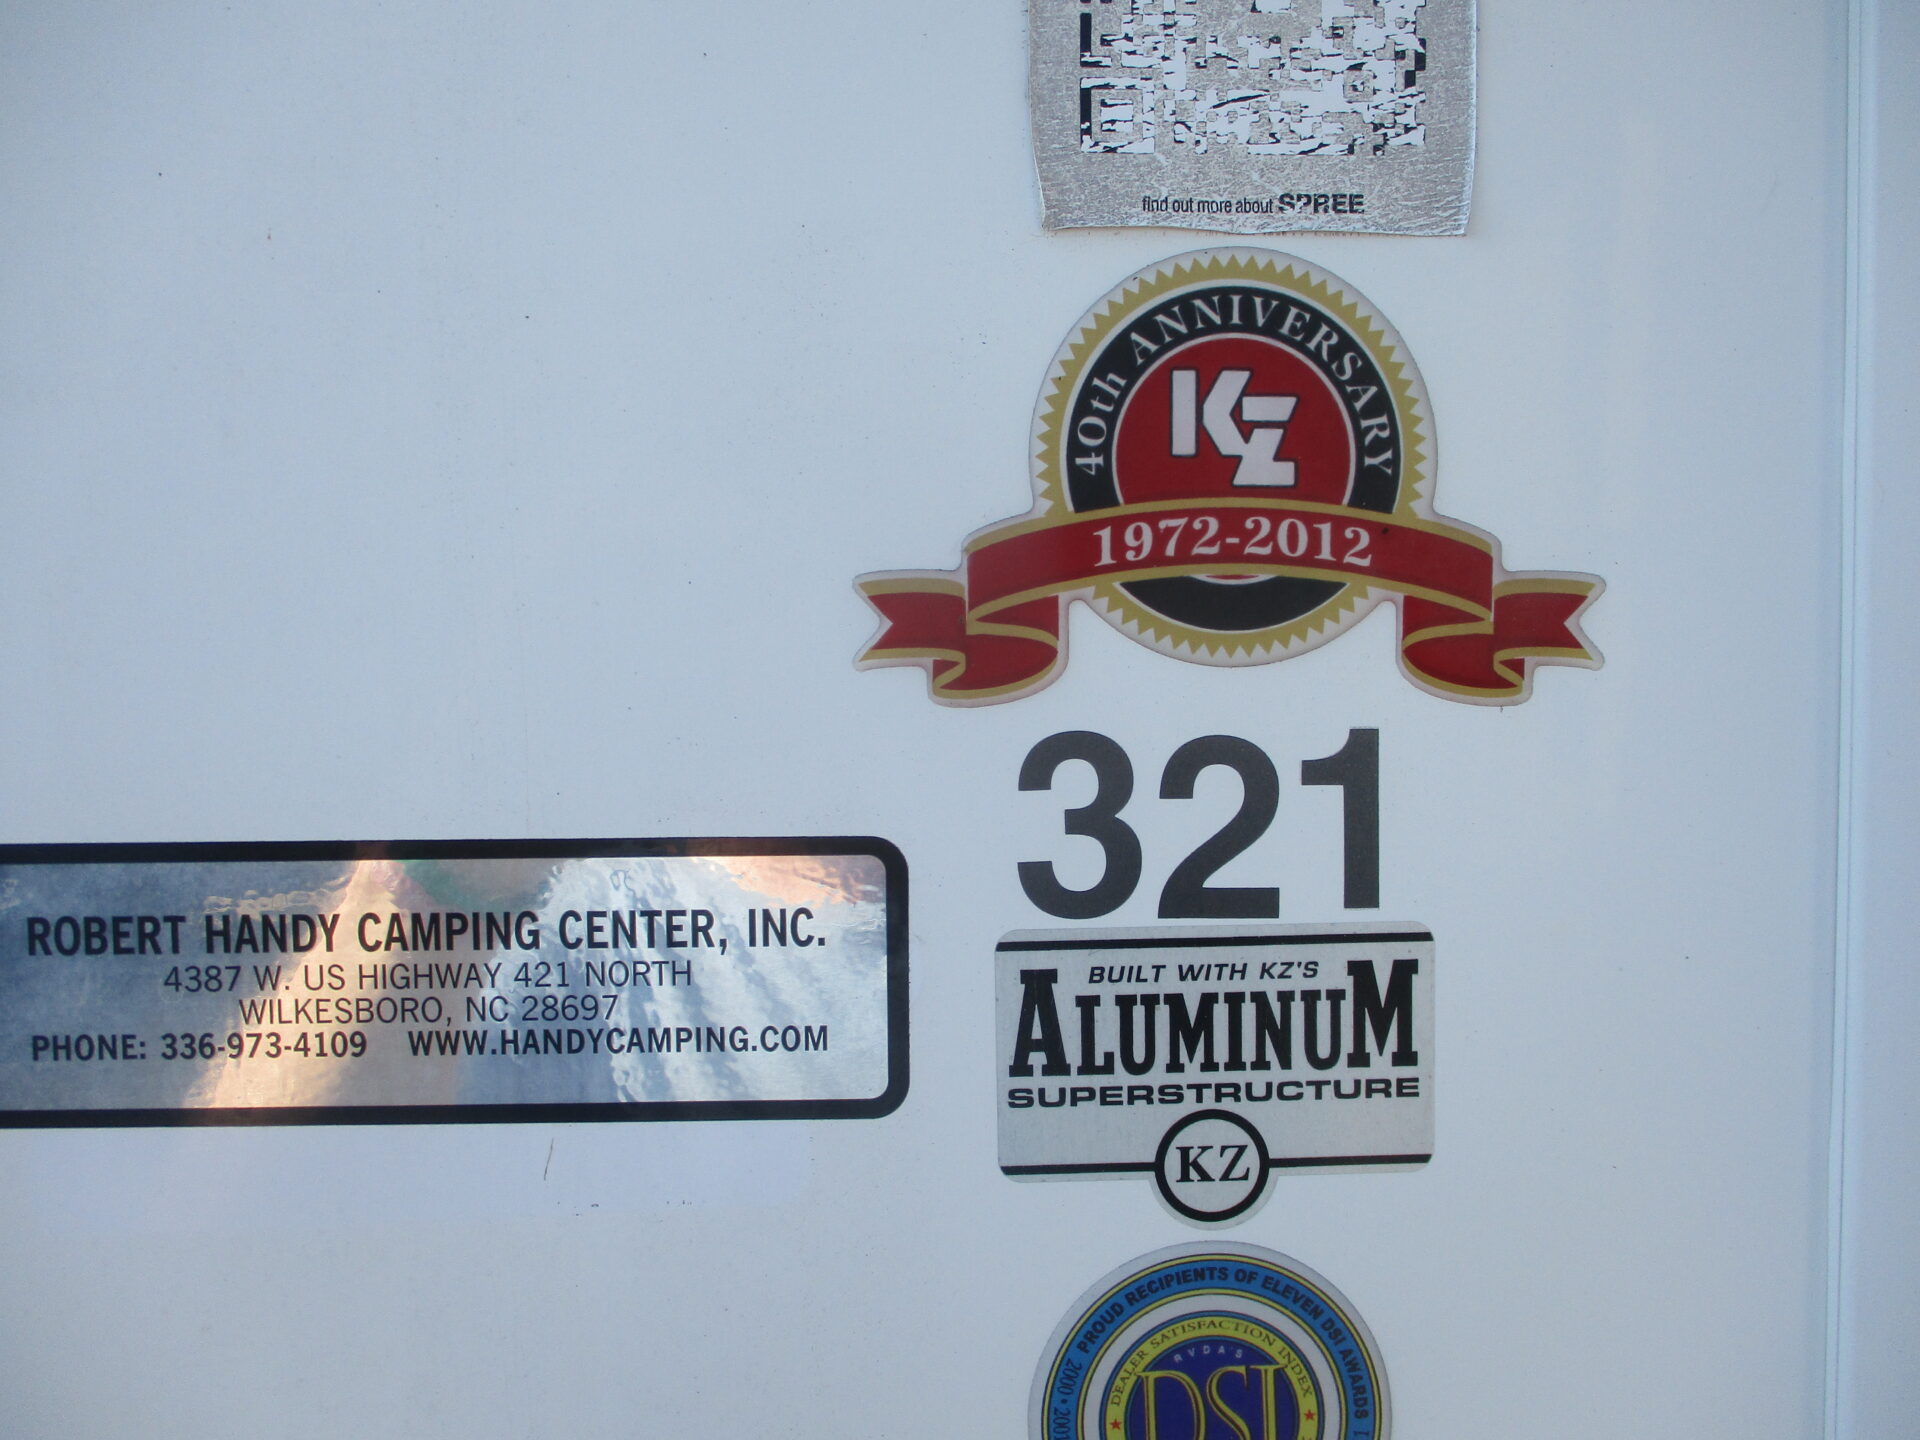 find out more about SPREE
40th ANNIVERSARY
KZ
1972-2012
321
ROBERT HANDY CAMPING CENTER, INC.
4387 W. US HIGHWAY 421 NORTH
WILKESBORO, NC 28697
PHONE: 336-973-4109 WWW.HANDYCAMPING.COM
BUILT WITH KZ'S
ALUMINUM
SUPERSTRUCTURE
KZ
PROUD RECIPIENTS OF ELEVEN DSI AWARDS
2000 •
DEALER SATISFACTION INDEX
RVDA'S
DSI